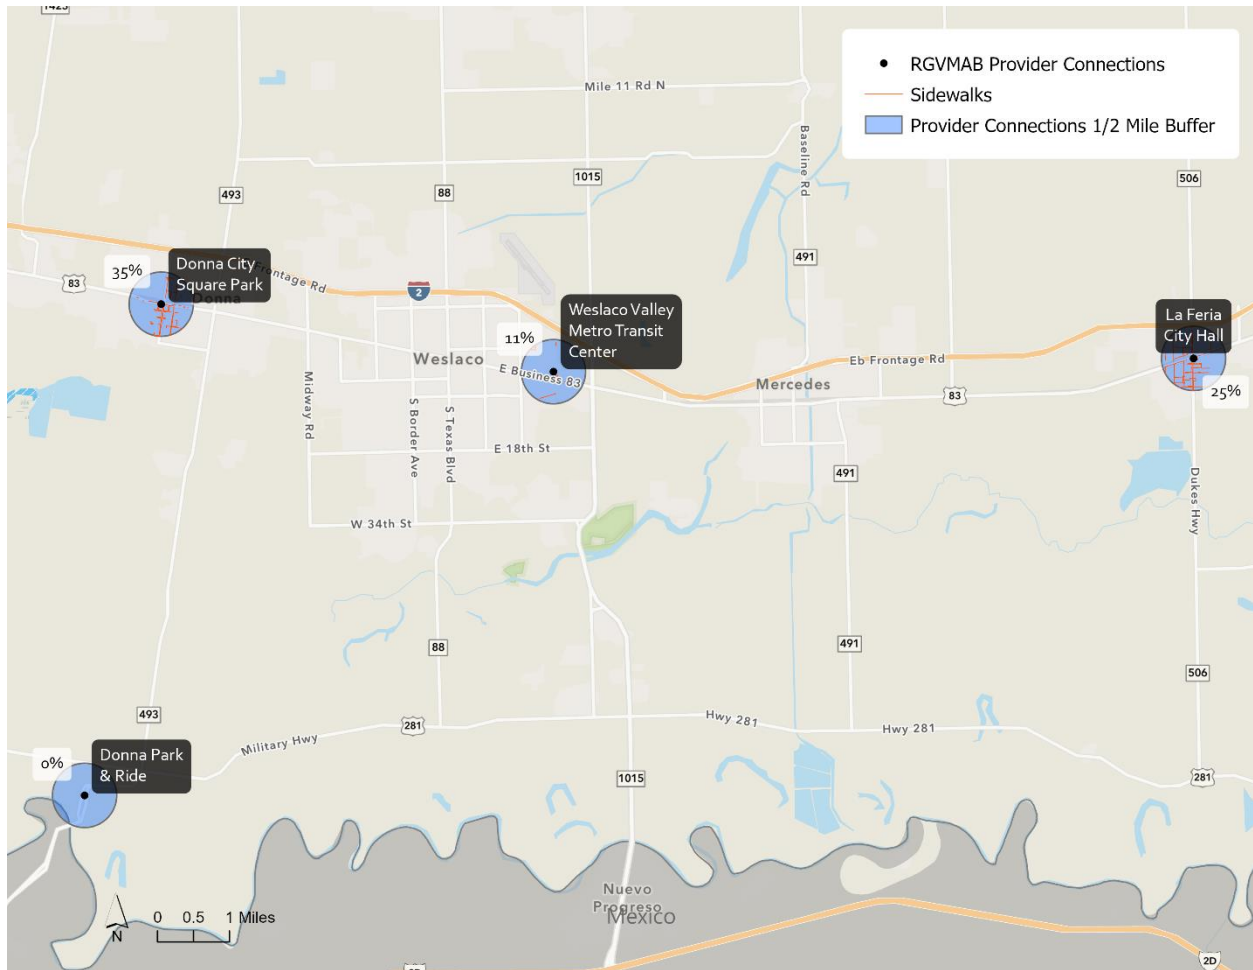 1423
RGVMAB Provider Connections
Sidewalks
Provider Connections 1/2 Mile Buffer
Mile 11 Rd N
Baseline Rd
493
88
1015
506
35%
Donna City
Square Park
Frontage Rd
83
Donna
2
491
Weslaco Valley
Metro Transit
Center
11%
Weslaco
E Business 83
La Feria
City Hall
Eb Frontage Rd
Mercedes
83
25%
Midway Rd
S Border Ave
S Texas Blvd
E 18th St
491
Dukes Hwy
W 34th St
88
491
506
493
Military Hwy
281
Hwy 281
Hwy 281
0%
Donna Park
& Ride
1015
281
Nuevo
Progreso
Mexico
N
0 0.5 1 Miles
2D
2D